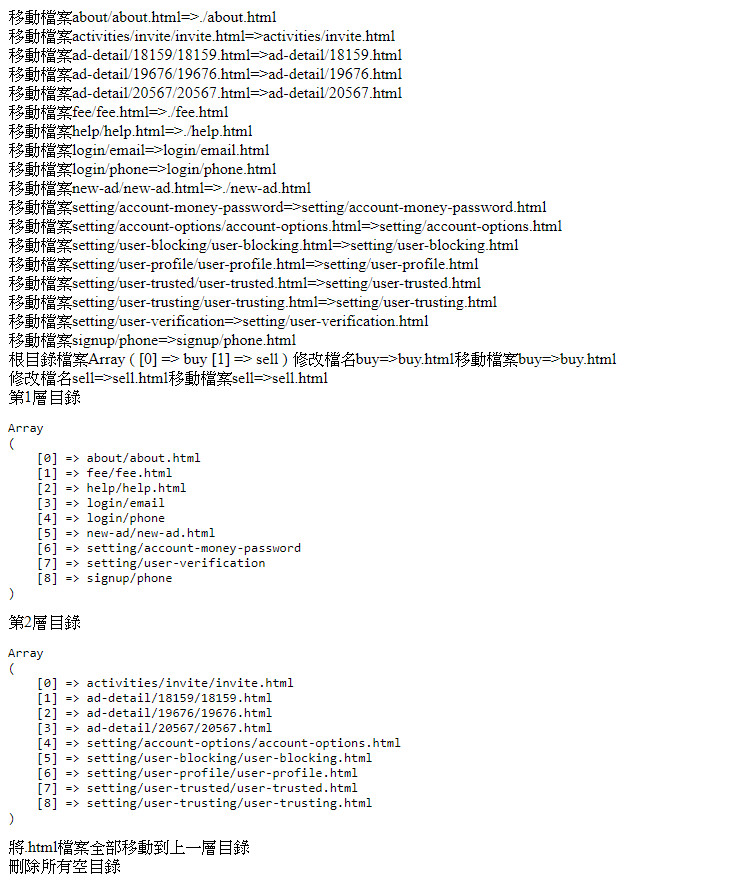 移動檔案about/about.html=>./about.html
移動檔案activities/invite/invite.html=>activities/invite.html
移動檔案ad-detail/18159/18159.html=>ad-detail/18159.html
移動檔案ad-detail/19676/19676.html=>ad-detail/19676.html
移動檔案ad-detail/20567/20567.html=>ad-detail/20567.html
移動檔案fee/fee.html=>./fee.html
移動檔案help/help.html=>./help.html
移動檔案login/email=>login/email.html
移動檔案login/phone=>login/phone.html
移動檔案new-ad/new-ad.html=>./new-ad.html
移動檔案setting/account-money-password=>setting/account-money-password.html
移動檔案setting/account-options/account-options.html=>setting/account-options.html
移動檔案setting/user-blocking/user-blocking.html=>setting/user-blocking.html
移動檔案setting/user-profile/user-profile.html=>setting/user-profile.html
移動檔案setting/user-trusted/user-trusted.html=>setting/user-trusted.html
移動檔案setting/user-trusting/user-trusting.html=>setting/user-trusting.html
移動檔案setting/user-verification=>setting/user-verification.html
移動檔案signup/phone=>signup/phone.html
根目錄檔案Array ( [0] => buy [1] => sell ) 修改檔名buy=>buy.html移動檔案buy=>buy.html
修改檔名sell=>sell.html移動檔案sell=>sell.html
第1層目錄
Array
(
    [0] => about/about.html
    [1] => fee/fee.html
    [2] => help/help.html
    [3] => login/email
    [4] => login/phone
    [5] => new-ad/new-ad.html
    [6] => setting/account-money-password
    [7] => setting/user-verification
    [8] => signup/phone
)
第2層目錄
Array
(
    [0] => activities/invite/invite.html
    [1] => ad-detail/18159/18159.html
    [2] => ad-detail/19676/19676.html
    [3] => ad-detail/20567/20567.html
    [4] => setting/account-options/account-options.html
    [5] => setting/user-blocking/user-blocking.html
    [6] => setting/user-profile/user-profile.html
    [7] => setting/user-trusted/user-trusted.html
    [8] => setting/user-trusting/user-trusting.html
)
將.html檔案全部移動到上一層目錄
刪除所有空目錄